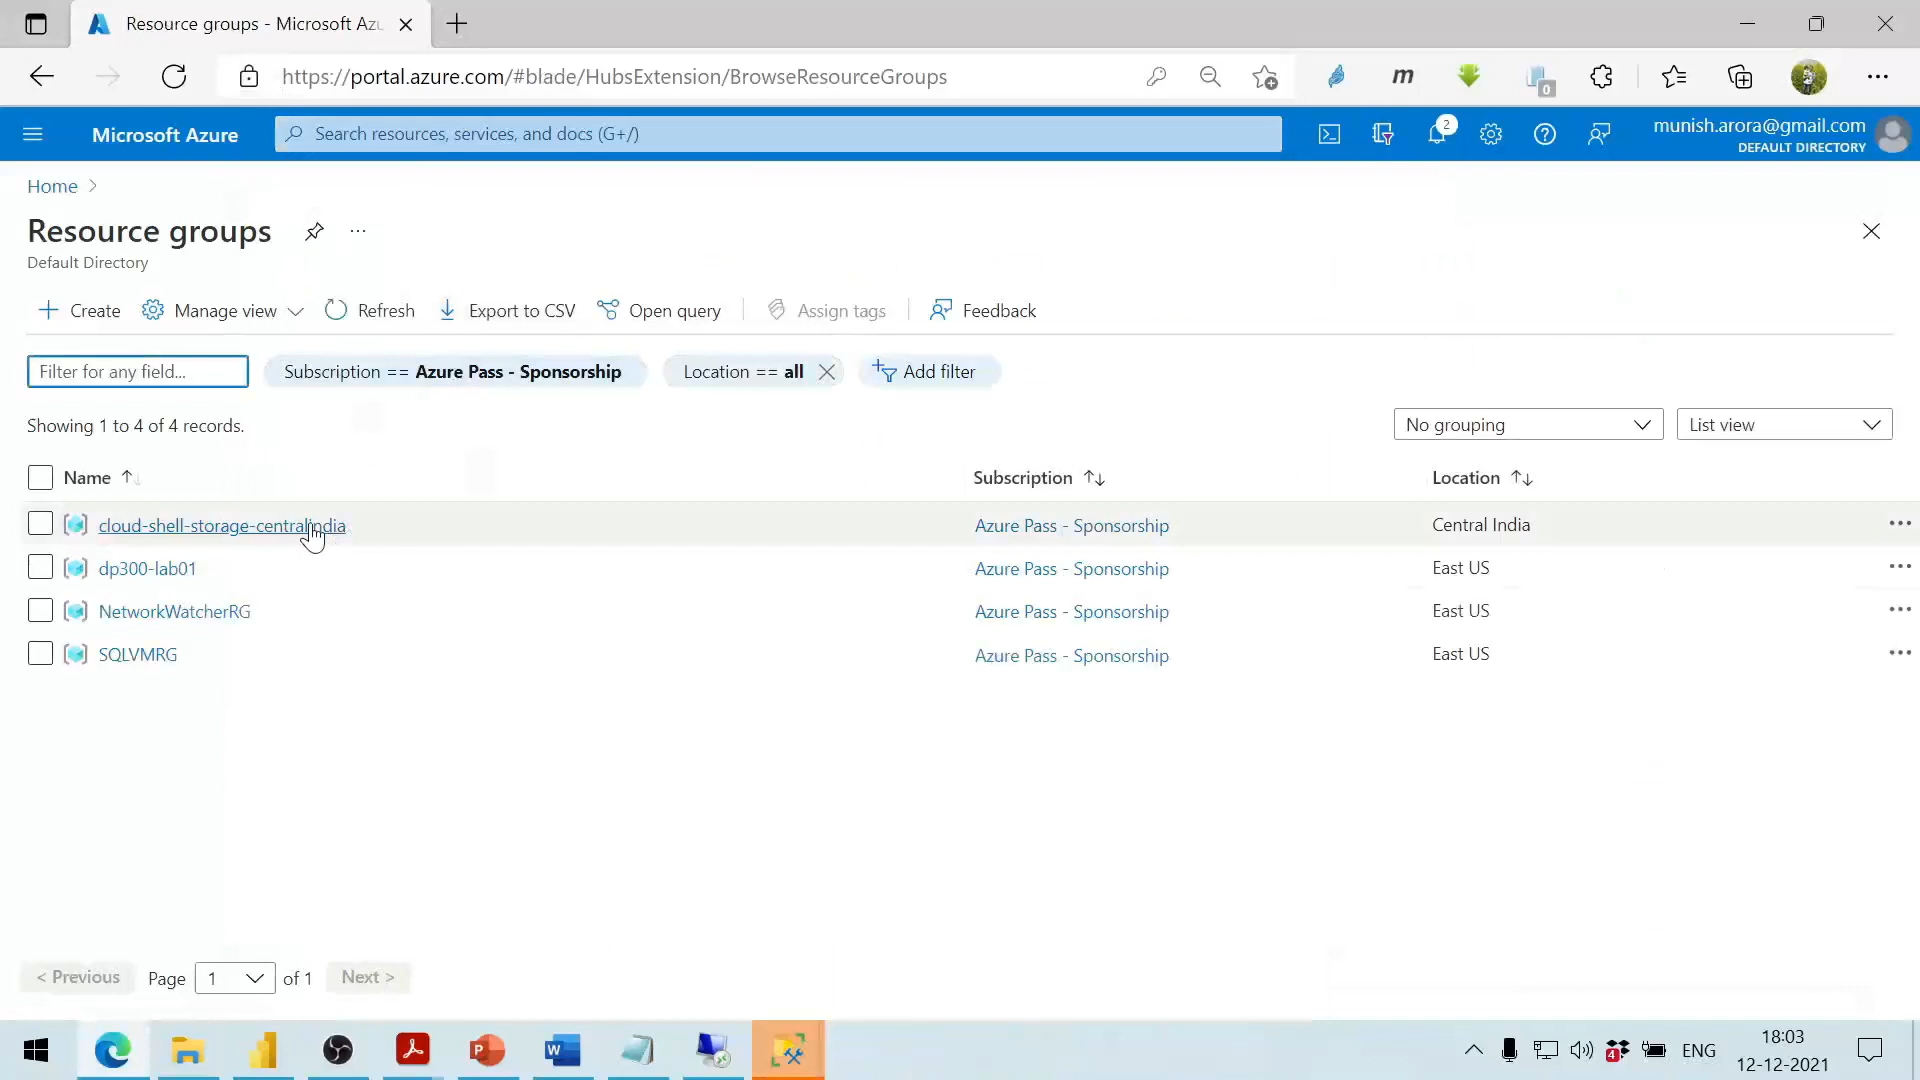 Resource groups - Microsoft Azu
https://portal.azure.com/#blade/HubsExtension/BrowseResourceGroups
m
0
Microsoft Azure
Search resources, services, and docs (G+/)
2
munish.arora@gmail.com
DEFAULT DIRECTORY
Home
Resource groups
Default Directory
Create
Manage view
Refresh
Export to CSV
Open query
Assign tags
Feedback
Filter for any field...
Subscription == Azure Pass - Sponsorship
Location == all
Add filter
Showing 1 to 4 of 4 records.
No grouping
List view
Name
Subscription
Location
cloud-shell-storage-centralindia
Azure Pass - Sponsorship
Central India
dp300-lab01
Azure Pass - Sponsorship
East US
NetworkWatcherRG
Azure Pass - Sponsorship
East US
SQLVMRG
Azure Pass - Sponsorship
East US
< Previous
Page
1
of 1
Next >
4
ENG
18:03
12-12-2021